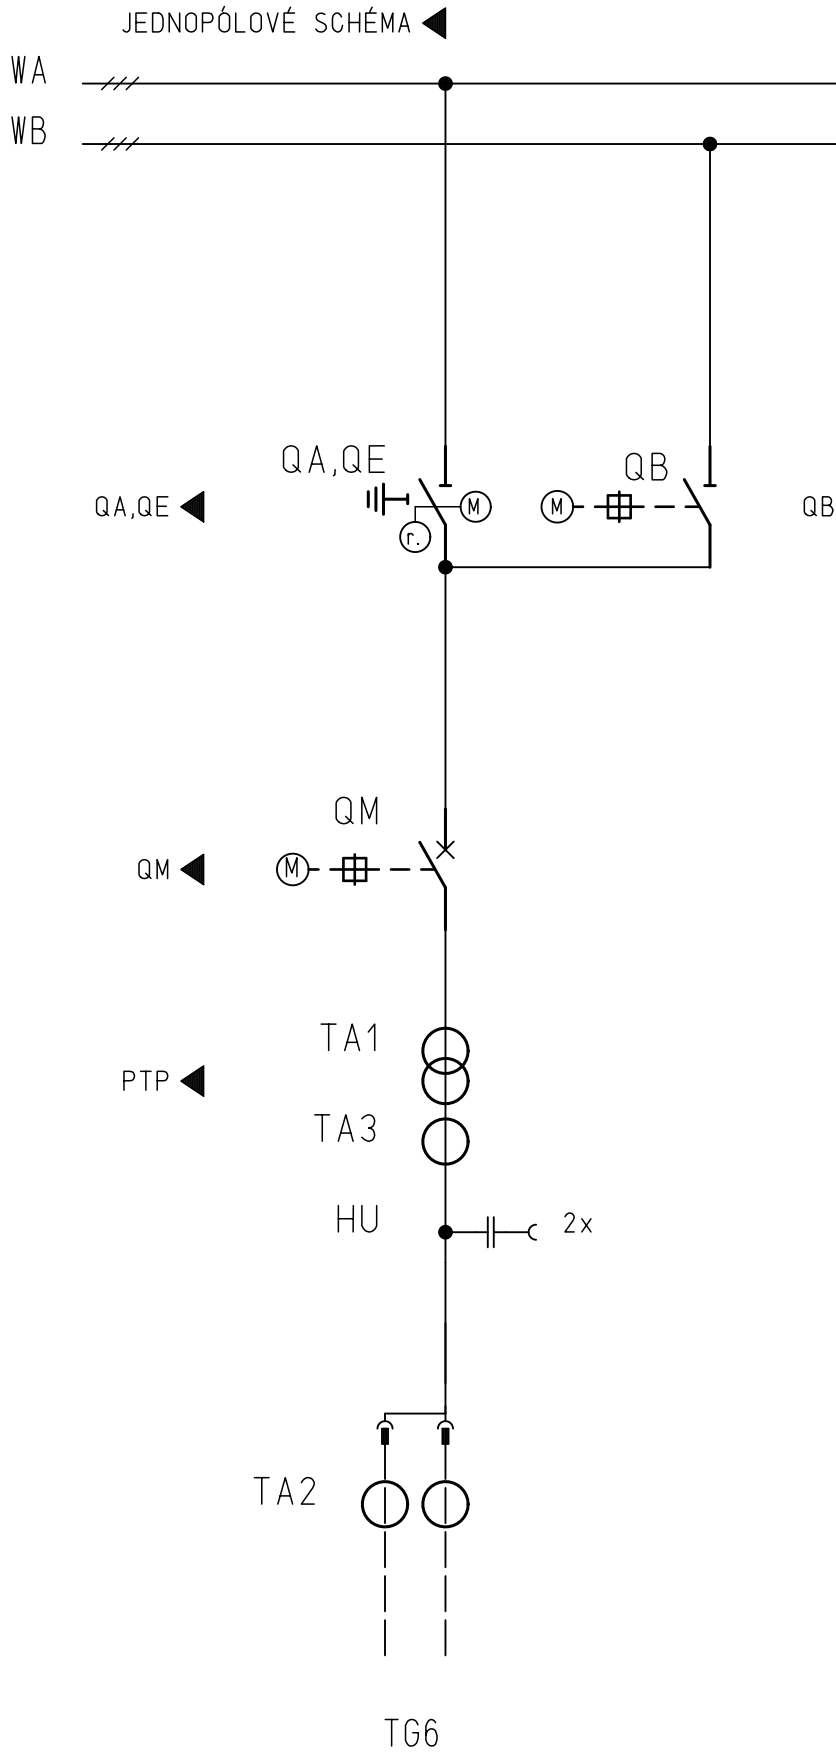 JEDNOPÓLOVÉ SCHÉMA
WA
WB
QA,QE
QB
QA,QE
M
M
QB
r.
QM
QM
M
TA1
PTP
TA3
HU
2x
TA2
TG6